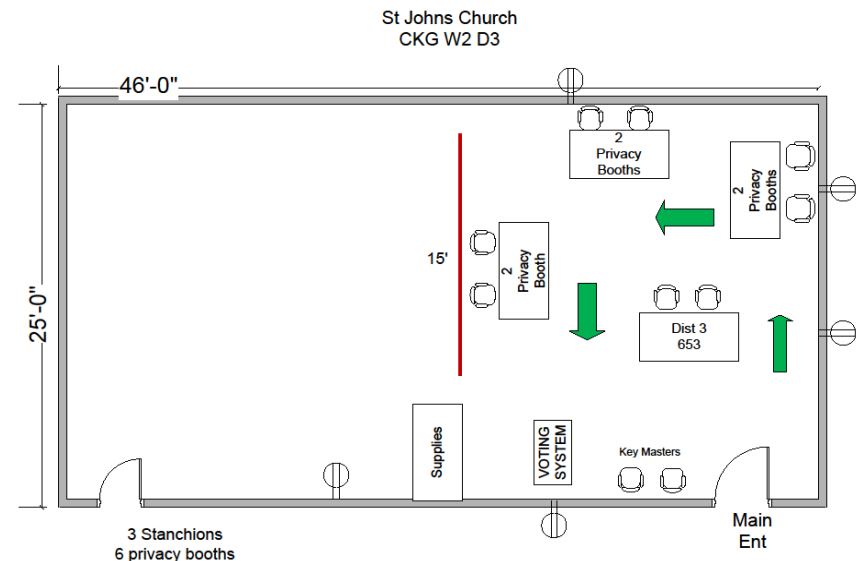 St Johns Church
CKG W2 D3
46'-0"
25'-0"
2
Privacy
Booths
2
Privacy
Booths
15'
2
Privacy
Booth
Dist 3
653
Supplies
VOTING
SYSTEM
Key Masters
Main
Ent
3 Stanchions
6 privacy booths